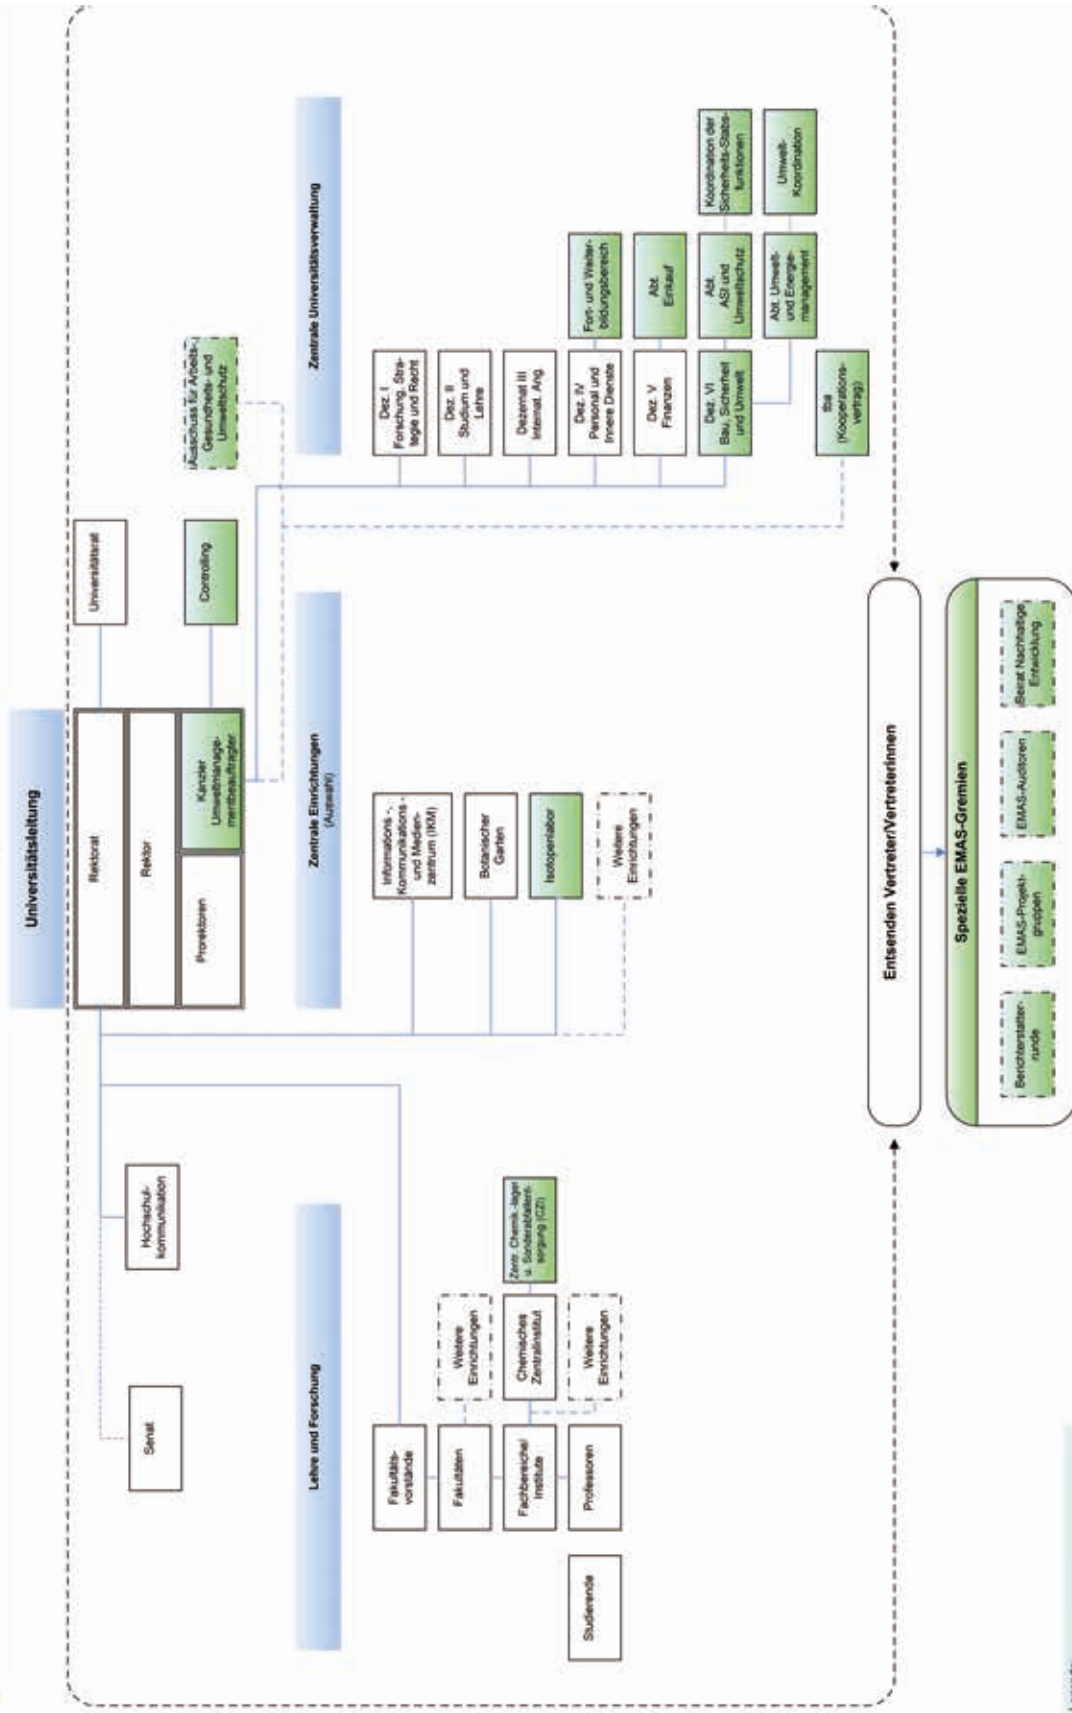 Universitätsleitung
Rektorat
Rektor
Prorektoren
Kanzler
Umweltmanage-
mentbeauftragter
Universitätsrat
Controlling
Ausschuss für Arbeits-,
Gesundheits- und
Umweltschutz
Senat
Hochschul-
kommunikation
Lehre und Forschung
Fakultäts-
vorstände
Fakultäten
Weitere
Einrichtungen
Fachbereiche/
Institute
Chemisches
Zentralinstitut
Zentr. Chemik.-lager
u. Sonderabfallent-
sorgung (CZI)
Professoren
Weitere
Einrichtungen
Studierende
Zentrale Einrichtungen
(Auswahl)
Informations -,
Kommunikations -
und Medien-
zentrum (IKM)
Botanischer
Garten
Isotopenlabor
Weitere
Einrichtungen
Zentrale Universitätsverwaltung
Dez. I
Forschung, Stra-
tegie und Recht
Dez. II
Studium und
Lehre
Dezernat III
Internat. Ang.
Dez. IV
Personal und
Innere Dienste
Fort- und Weiter-
bildungsbereich
Dez. V
Finanzen
Abt.
Einkauf
Dez. VI
Bau, Sicherheit
und Umwelt
Abt.
ASI und
Umweltschutz
Koordination der
Sicherheits-Stabs-
funktionen
Abt. Umwelt-
und Energie-
management
Umwelt-
Koordination
tba
(Kooperations-
vertrag)
Entsenden Vertreter/Vertreterinnen
Spezielle EMAS-Gremien
Berichterstatter-
runde
EMAS-Projekt-
gruppen
EMAS-Auditoren
Beirat Nachhaltige
Entwicklung